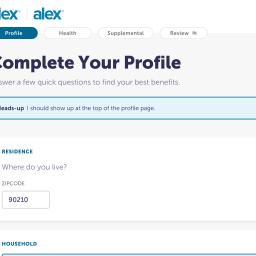 lex alex
Profile Health Supplemental Review
Complete Your Profile
swer a few quick questions to find your best benefits.
eads-up I should show up at the top of the profile page.
RESIDENCE
Where do you live?
ZIPCODE
90210
HOUSEHOLD